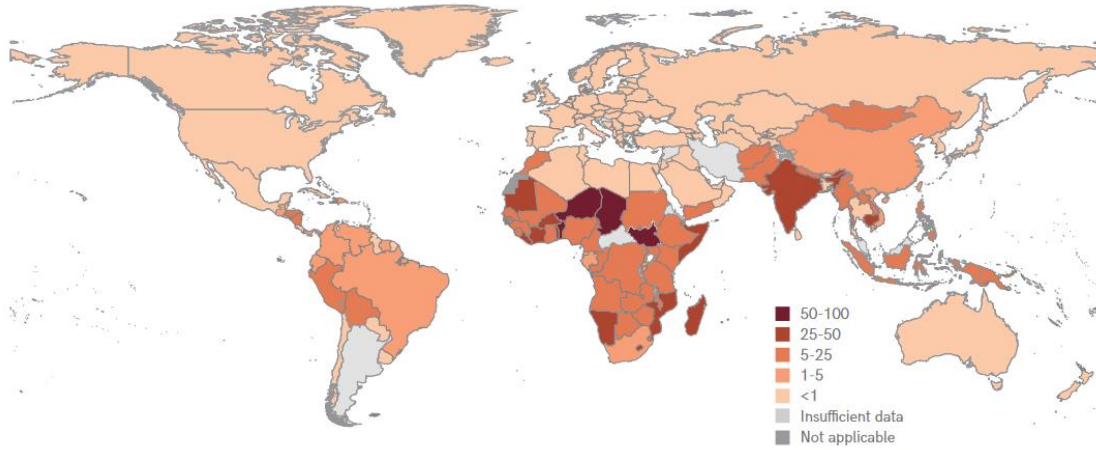 50-100
25-50
5-25
1-5
<1
Insufficient data
Not applicable